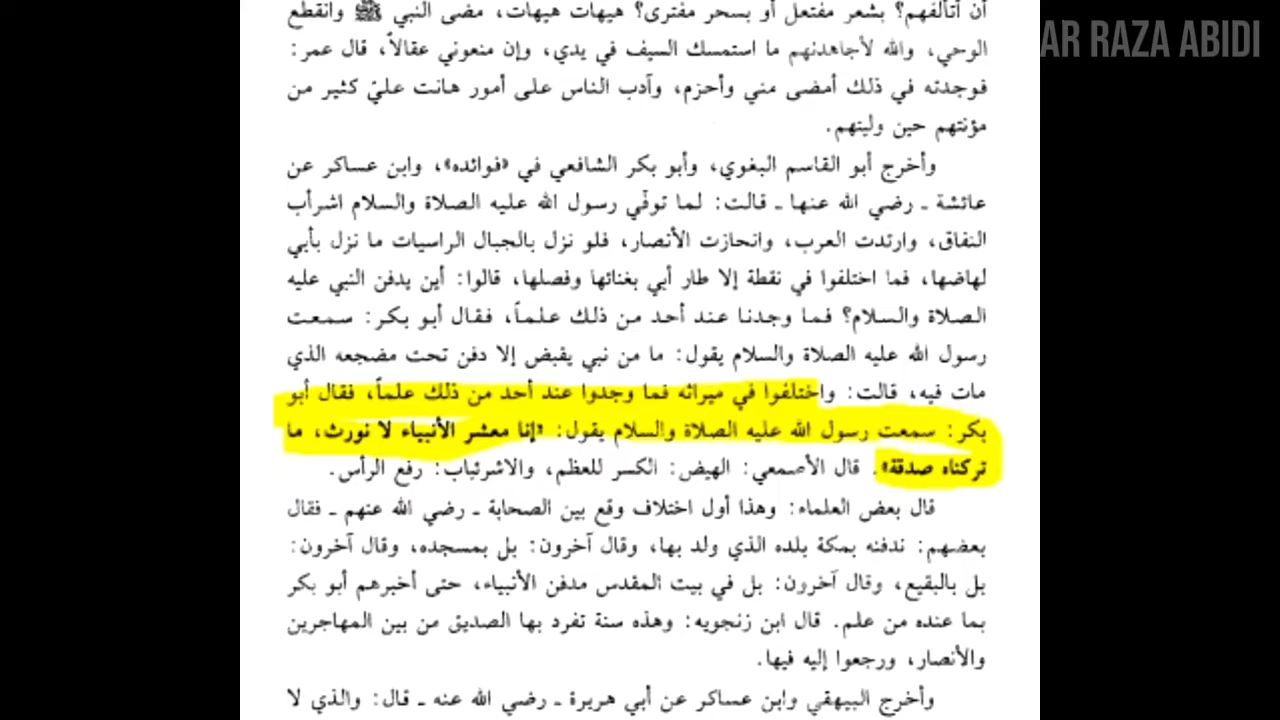 أن أتألفهم؟ بشعر مفتعل أو بسحر مفترى؟ هيهات هيهات، مضى النبي ﷺ وانقطع
الوحي، والله لأجاهدنهم ما استمسك السيف في يدي، وإن منعوني عقالاً، قال عمر:
فوجدته في ذلك أمضى مني وأحزم، وآدب الناس على أمور هانت عليّ كثير من
مؤنتهم حين وليتهم.
وأخرج أبو القاسم البغوي، وأبو بكر الشافعي في «فوائده»، وابن عساكر عن
عائشة ـ رضي الله عنها ـ قالت: لما توفّي رسول الله عليه الصلاة والسلام اشرأب
النفاق، وارتدت العرب، وانحازت الأنصار، فلو نزل بالجبال الراسيات ما نزل بأبي
لهاضها، فما اختلفوا في نقطة إلا طار أبي بغنائها وفصلها، قالوا: أين يدفن النبي عليه
الصلاة والسلام؟ فما وجدنا عند أحد من ذلك علماً، فقال أبو بكر: سمعت
رسول الله عليه الصلاة والسلام يقول: ما من نبي يقبض إلا دفن تحت مضجعه الذي
مات فيه، قالت: واختلفوا في ميراثه فما وجدوا عند أحد من ذلك علماً، فقال أبو
بكر: سمعت رسول الله عليه الصلاة والسلام يقول: «إنا معشر الأنبياء لا نورث، ما
تركناه صدقة». قال الأصمعي: الهيض: الكسر للعظم، والاشرئباب: رفع الرأس.
قال بعض العلماء: وهذا أول اختلاف وقع بين الصحابة ـ رضي الله عنهم ـ فقال
بعضهم: ندفنه بمكة بلده الذي ولد بها، وقال آخرون: بل بمسجده، وقال آخرون:
بل بالبقيع، وقال آخرون: بل في بيت المقدس مدفن الأنبياء، حتى أخبرهم أبو بكر
بما عنده من علم. قال ابن زنجويه: وهذه سنة تفرد بها الصديق من بين المهاجرين
والأنصار، ورجعوا إليه فيها.
وأخرج البيهقي وابن عساكر عن أبي هريرة ـ رضي الله عنه ـ قال: والذي لا
AR RAZA ABIDI